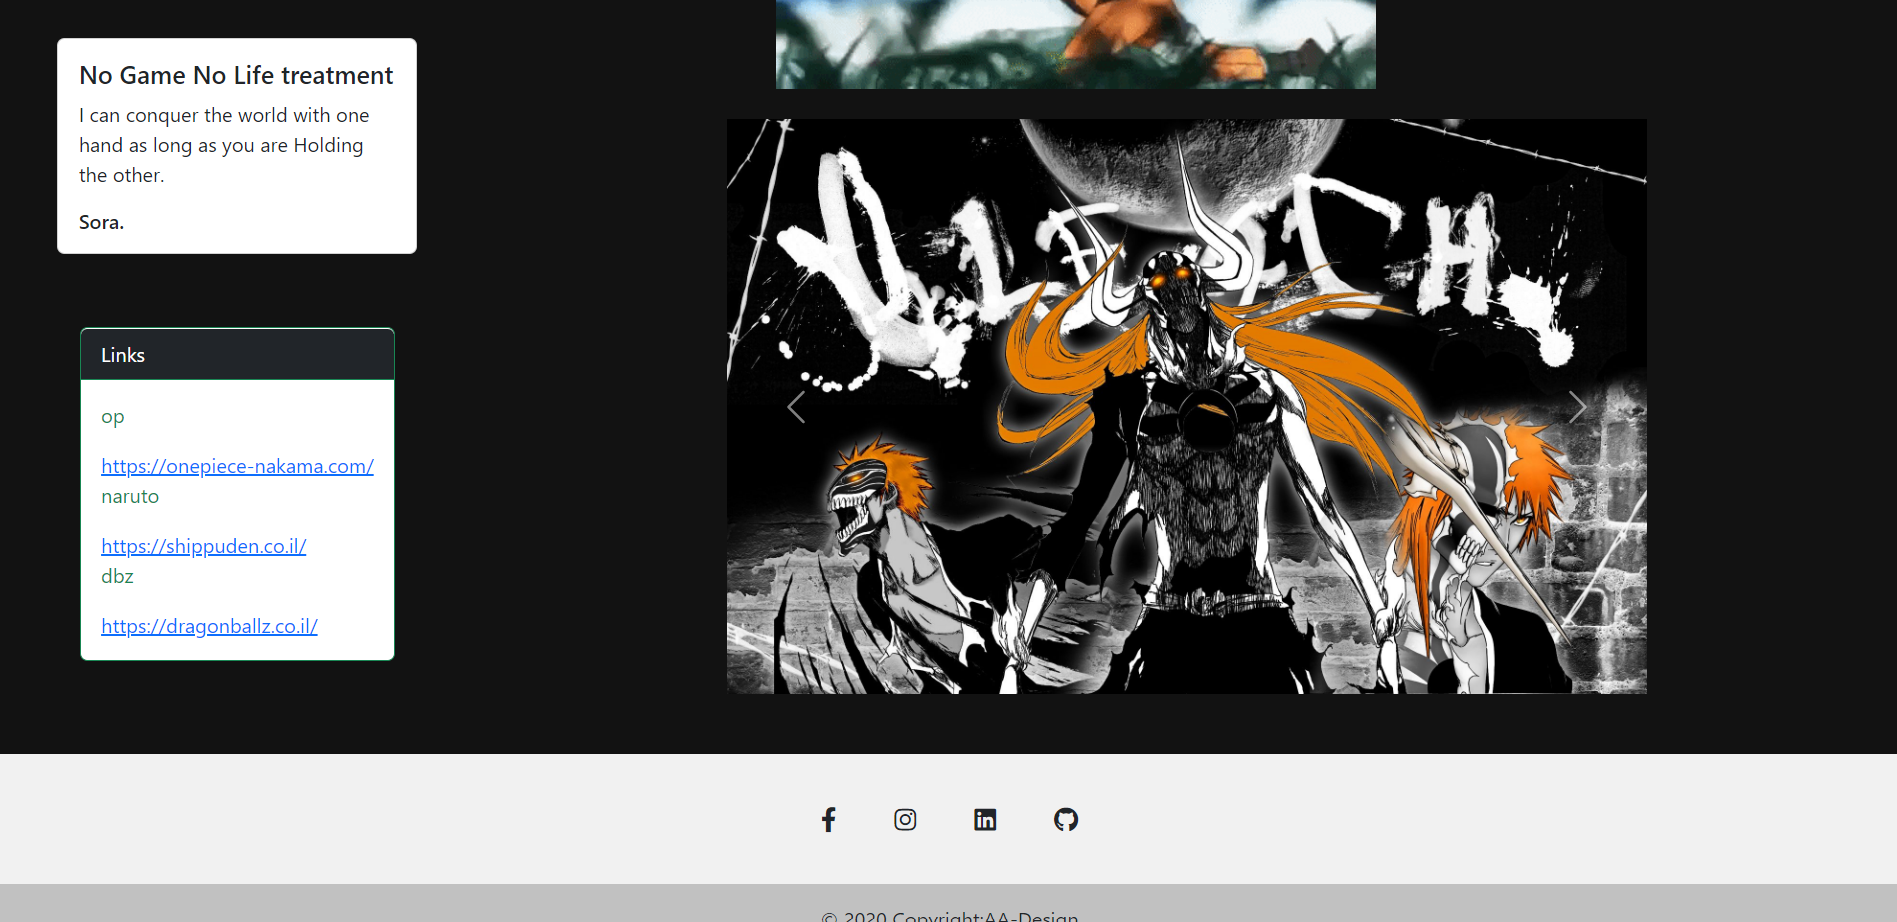 No Game No Life treatment
I can conquer the world with one
hand as long as you are Holding
the other.
Sora.
Links
op
https://onepiece-nakama.com/
naruto
https://shippuden.co.il/
dbz
https://dragonballz.co.il/
BLEACH
© 2020 Copyright:AA-Design